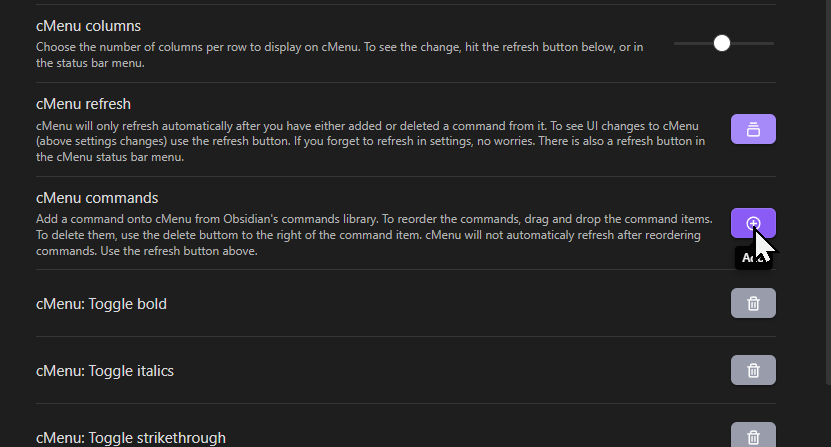 cMenu columns
Choose the number of columns per row to display on cMenu. To see the change, hit the refresh button below, or in
the status bar menu.
cMenu refresh
cMenu will only refresh automatically after you have either added or deleted a command from it. To see UI changes to cMenu
(above settings changes) use the refresh button. If you forget to refresh in settings, no worries. There is also a refresh button in
the cMenu status bar menu.
cMenu commands
Add a command onto cMenu from Obsidian's commands library. To reorder the commands, drag and drop the command items.
To delete them, use the delete buttom to the right of the command item. cMenu will not automaticaly refresh after reordering
commands. Use the refresh button above.
cMenu: Toggle bold
cMenu: Toggle italics
cMenu: Toggle strikethrough